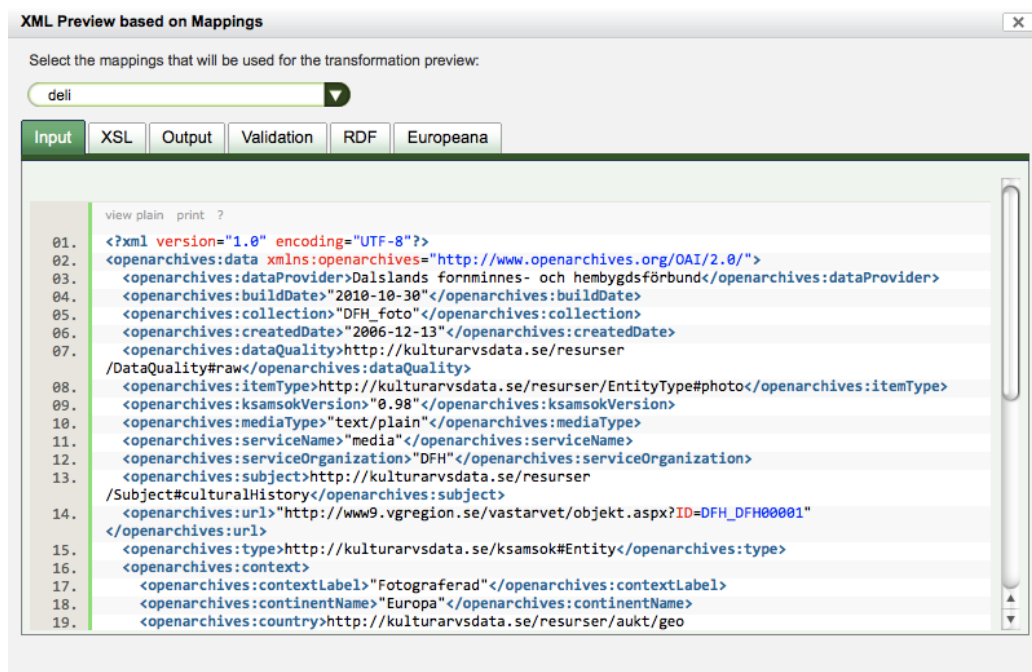 XML Preview based on Mappings
Select the mappings that will be used for the transformation preview:
deli
Input XSL Output Validation RDF Europeana
view plain print ?
01. <?xml version="1.0" encoding="UTF-8"?>
02. <openarchives:data xmlns:openarchives="http://www.openarchives.org/OAI/2.0/">
03. <openarchives:dataProvider>Dalslands fornminnes- och hembygdsförbund</openarchives:dataProvider>
04. <openarchives:buildDate>"2010-10-30"</openarchives:buildDate>
05. <openarchives:collection>"DFH_foto"</openarchives:collection>
06. <openarchives:createdDate>"2006-12-13"</openarchives:createdDate>
07. <openarchives:dataQuality>http://kulturarvsdata.se/resurser
/DataQuality#raw</openarchives:dataQuality>
08. <openarchives:itemType>http://kulturarvsdata.se/resurser/EntityType#photo</openarchives:itemType>
09. <openarchives:ksamsokVersion>"0.98"</openarchives:ksamsokVersion>
10. <openarchives:mediaType>"text/plain"</openarchives:mediaType>
11. <openarchives:serviceName>"media"</openarchives:serviceName>
12. <openarchives:serviceOrganization>"DFH"</openarchives:serviceOrganization>
13. <openarchives:subject>http://kulturarvsdata.se/resurser
/Subject#culturalHistory</openarchives:subject>
14. <openarchives:url>"http://www9.vgregion.se/vastarvet/objekt.aspx?ID=DFH_DFH00001"
</openarchives:url>
15. <openarchives:type>http://kulturarvsdata.se/ksamsok#Entity</openarchives:type>
16. <openarchives:context>
17. <openarchives:contextLabel>"Fotograferad"</openarchives:contextLabel>
18. <openarchives:continentName>"Europa"</openarchives:continentName>
19. <openarchives:country>http://kulturarvsdata.se/resurser/aukt/geo